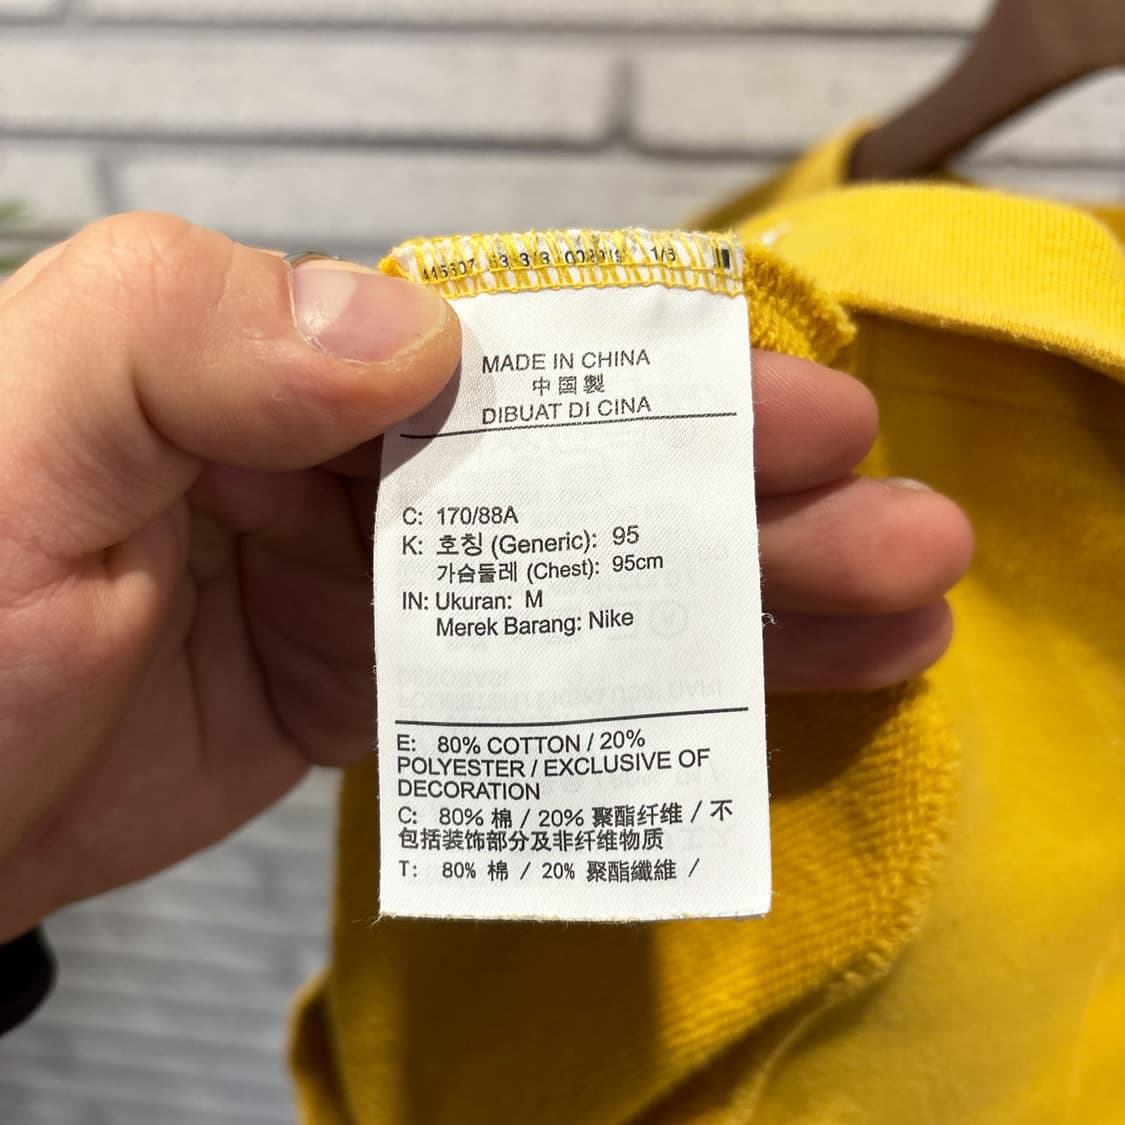 1/3
MADE IN CHINA
中国製
DIBUAT DI CINA
C: 170/88A
K: 호칭 (Generic): 95
가슴둘레 (Chest): 95cm
IN: Ukuran: M
Merek Barang: Nike
E: 80% COTTON / 20%
POLYESTER / EXCLUSIVE OF
DECORATION
C: 80% 棉 / 20% 聚酯纤维 / 不
包括装饰部分及非纤维物质
T: 80% 棉 / 20% 聚酯纖維 /